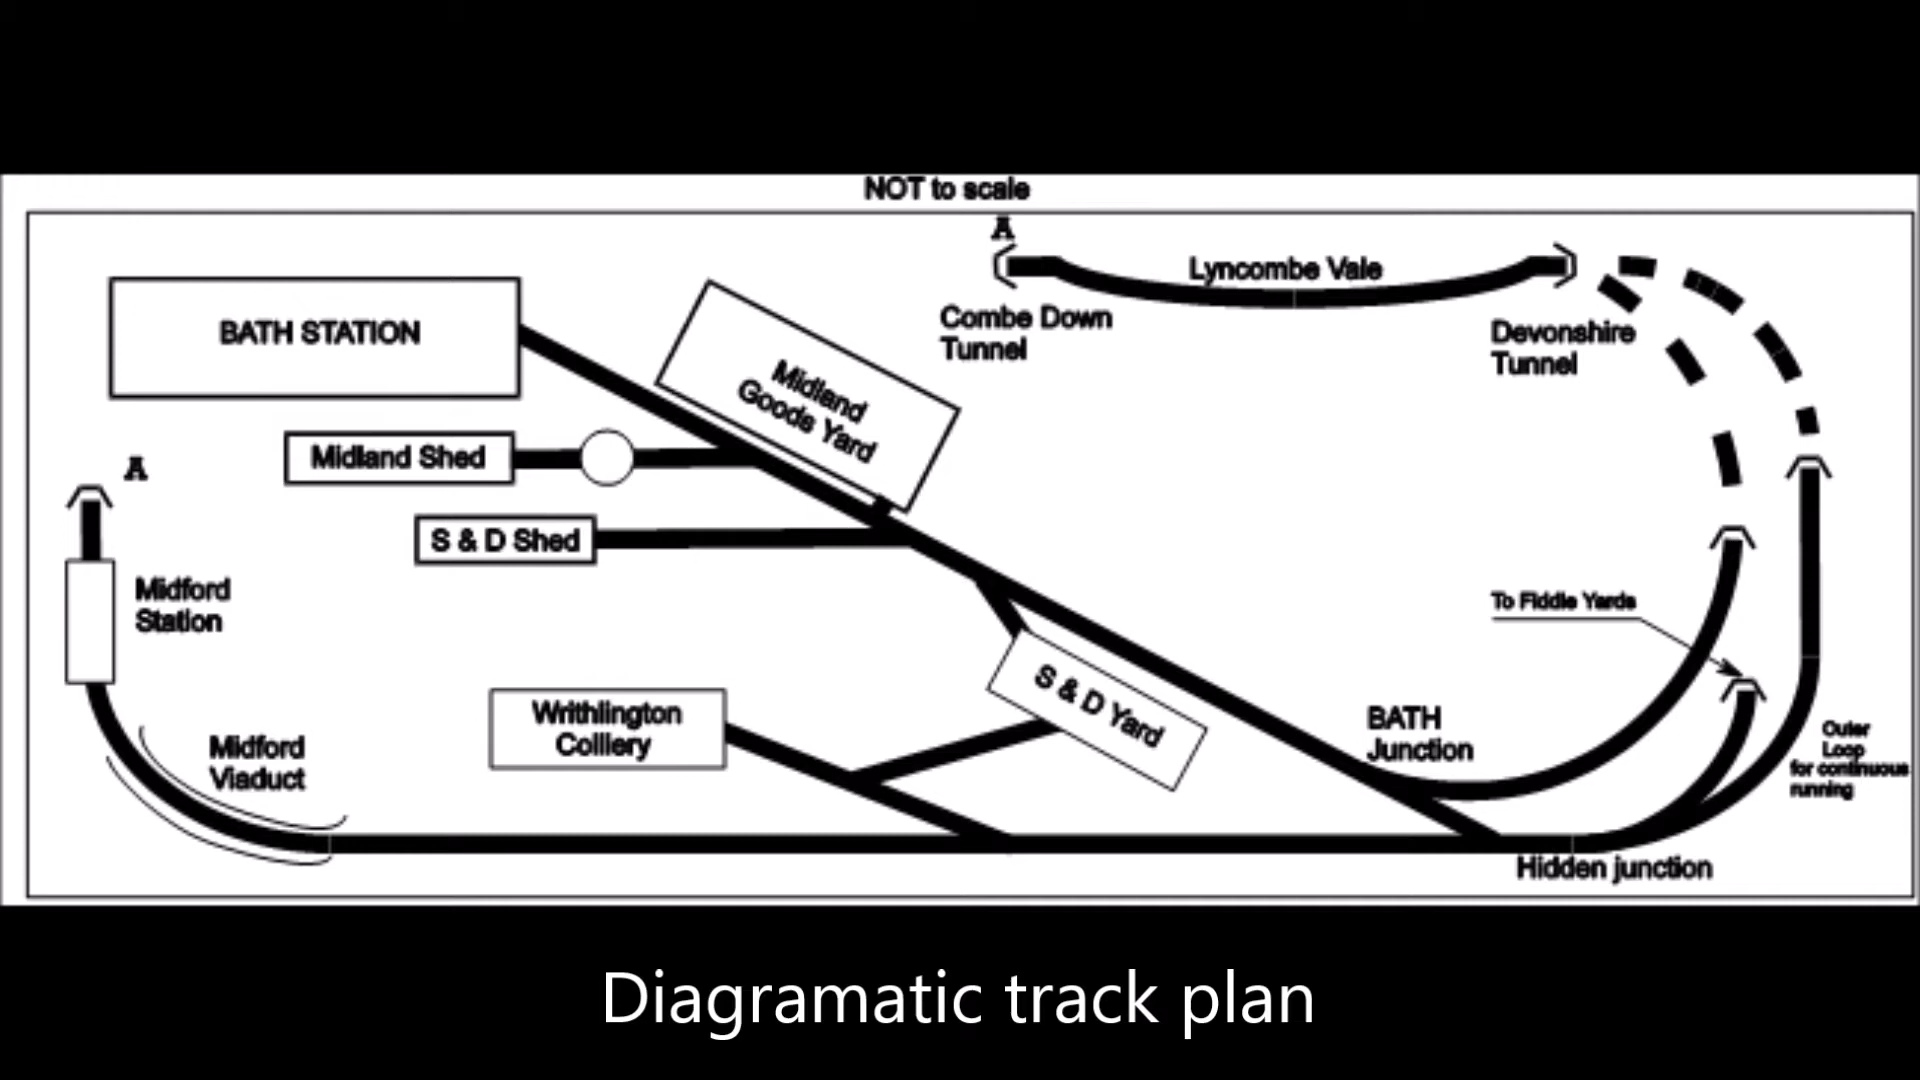 NOT to scale
A
Lyncombe Vale
BATH STATION
Combe Down
Tunnel
Devonshire
Tunnel
Midland
Goods Yard
Midland Shed
A
S & D Shed
Midford
Station
To Fiddle Yards
S & D Yard
Writhlington
Colliery
BATH
Junction
Midford
Viaduct
Outer
Loop
for continuous
running
Hidden junction
Diagramatic track plan